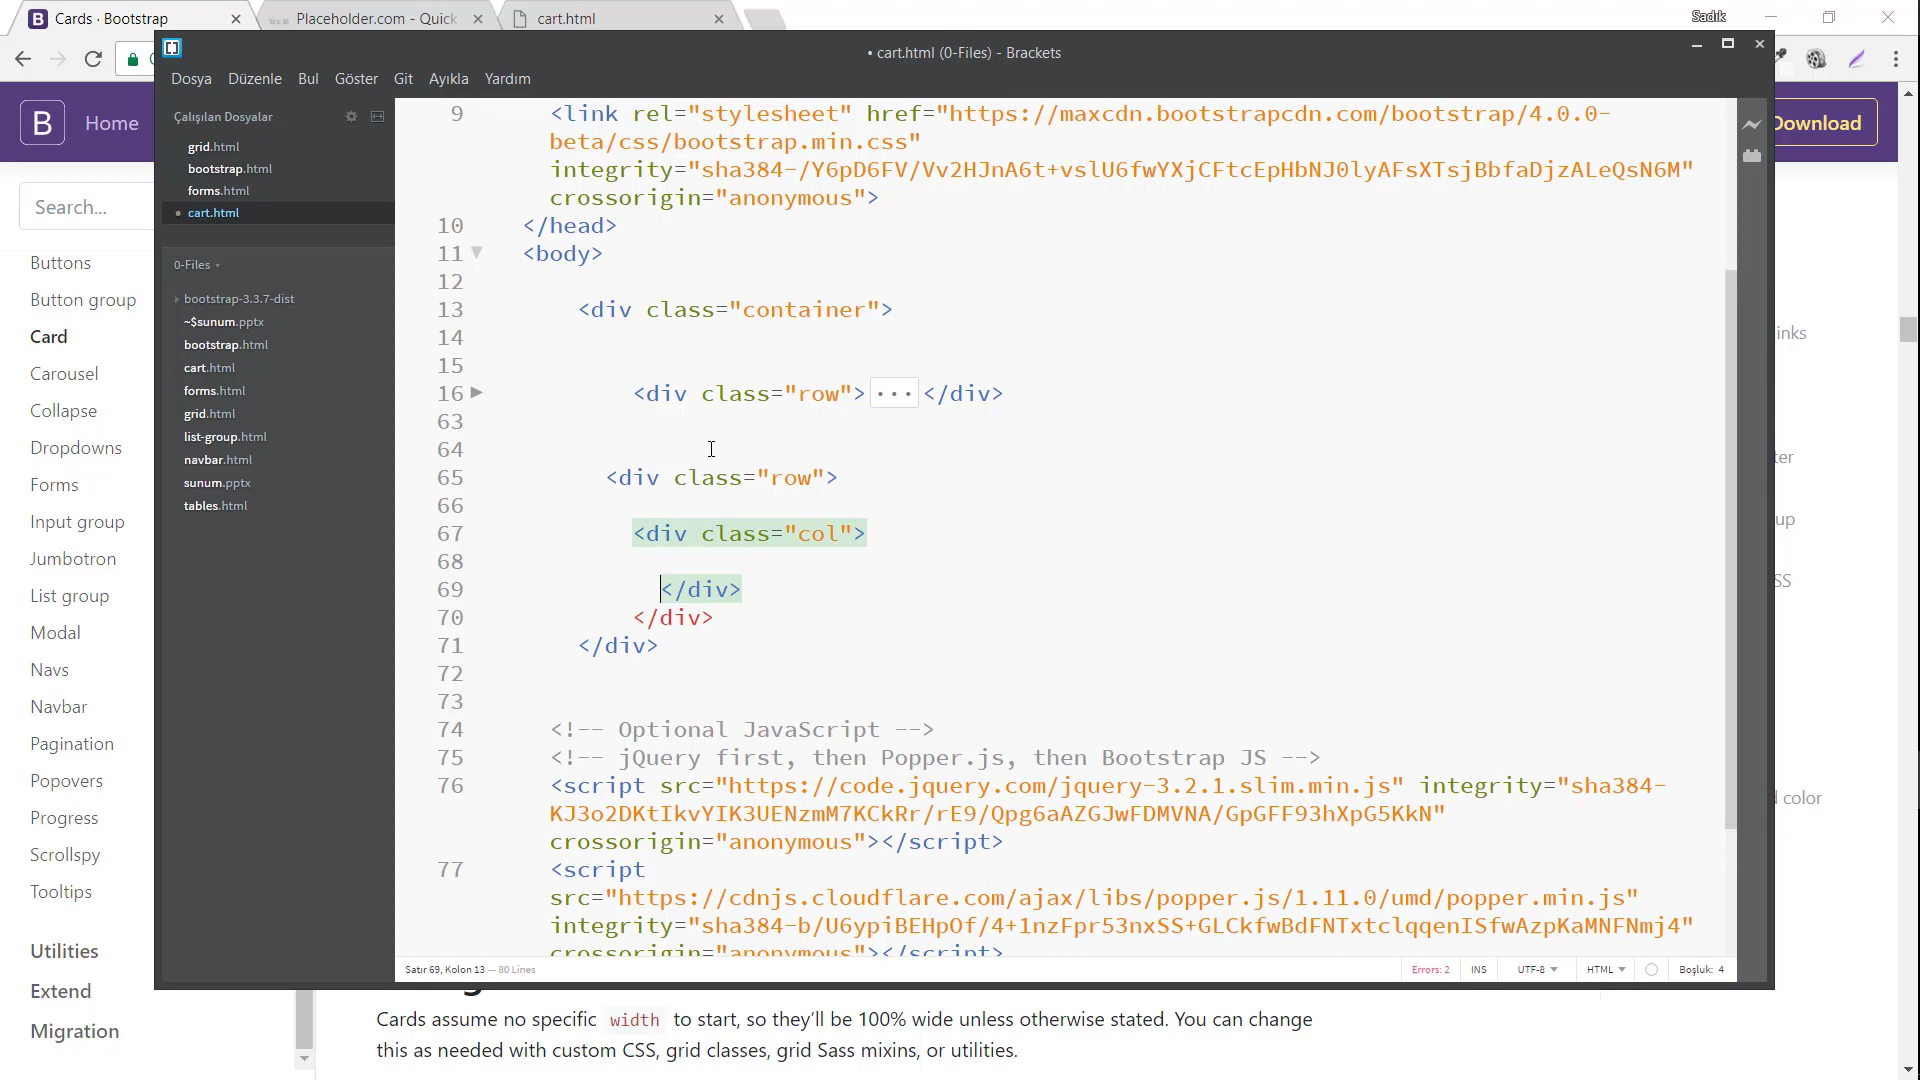 Cards · Bootstrap
Placeholder.com - Quick
cart.html
Sadık
• cart.html (0-Files) - Brackets
Dosya Düzenle Bul Göster Git Ayıkla Yardım
B Home
Download
Search...
Buttons
Button group
Card
Carousel
Collapse
Dropdowns
Forms
Input group
Jumbotron
List group
Modal
Navs
Navbar
Pagination
Popovers
Progress
Scrollspy
Tooltips
Utilities
Extend
Migration
Çalışılan Dosyalar
grid.html
bootstrap.html
forms.html
cart.html
0-Files
bootstrap-3.3.7-dist
~$sunum.pptx
bootstrap.html
cart.html
forms.html
grid.html
list-group.html
navbar.html
sunum.pptx
tables.html
9 <link rel="stylesheet" href="https://maxcdn.bootstrapcdn.com/bootstrap/4.0.0-
beta/css/bootstrap.min.css"
integrity="sha384-/Y6pD6FV/Vv2HJnA6t+vslU6fwYXjCFtcEpHbNJ0lyAFsXTsjBbfaDjzALeQsN6M"
crossorigin="anonymous">
10 </head>
11 <body>
12
13 <div class="container">
14
15
16 <div class="row">...</div>
63
64
65 <div class="row">
66
67 <div class="col">
68
69 </div>
70 </div>
71 </div>
72
73
74 <!-- Optional JavaScript -->
75 <!-- jQuery first, then Popper.js, then Bootstrap JS -->
76 <script src="https://code.jquery.com/jquery-3.2.1.slim.min.js" integrity="sha384-
KJ3o2DKtIkvYIK3UENzmM7KCkRr/rE9/Qpg6aAZGJwFDMVNA/GpGFF93hXpG5KkN"
crossorigin="anonymous"></script>
77 <script
src="https://cdnjs.cloudflare.com/ajax/libs/popper.js/1.11.0/umd/popper.min.js"
integrity="sha384-b/U6ypiBEHpOf/4+1nzFpr53nxSS+GLCkfwBdFNTxtclqqenISfwAzpKaMNFNmj4"
crossorigin="anonymous"></script>
Satır 69, Kolon 13 — 80 Lines
Errors: 2 INS UTF-8 HTML Boşluk: 4
inks
ter
up
SS
d color
Cards assume no specific width to start, so they'll be 100% wide unless otherwise stated. You can change
this as needed with custom CSS, grid classes, grid Sass mixins, or utilities.